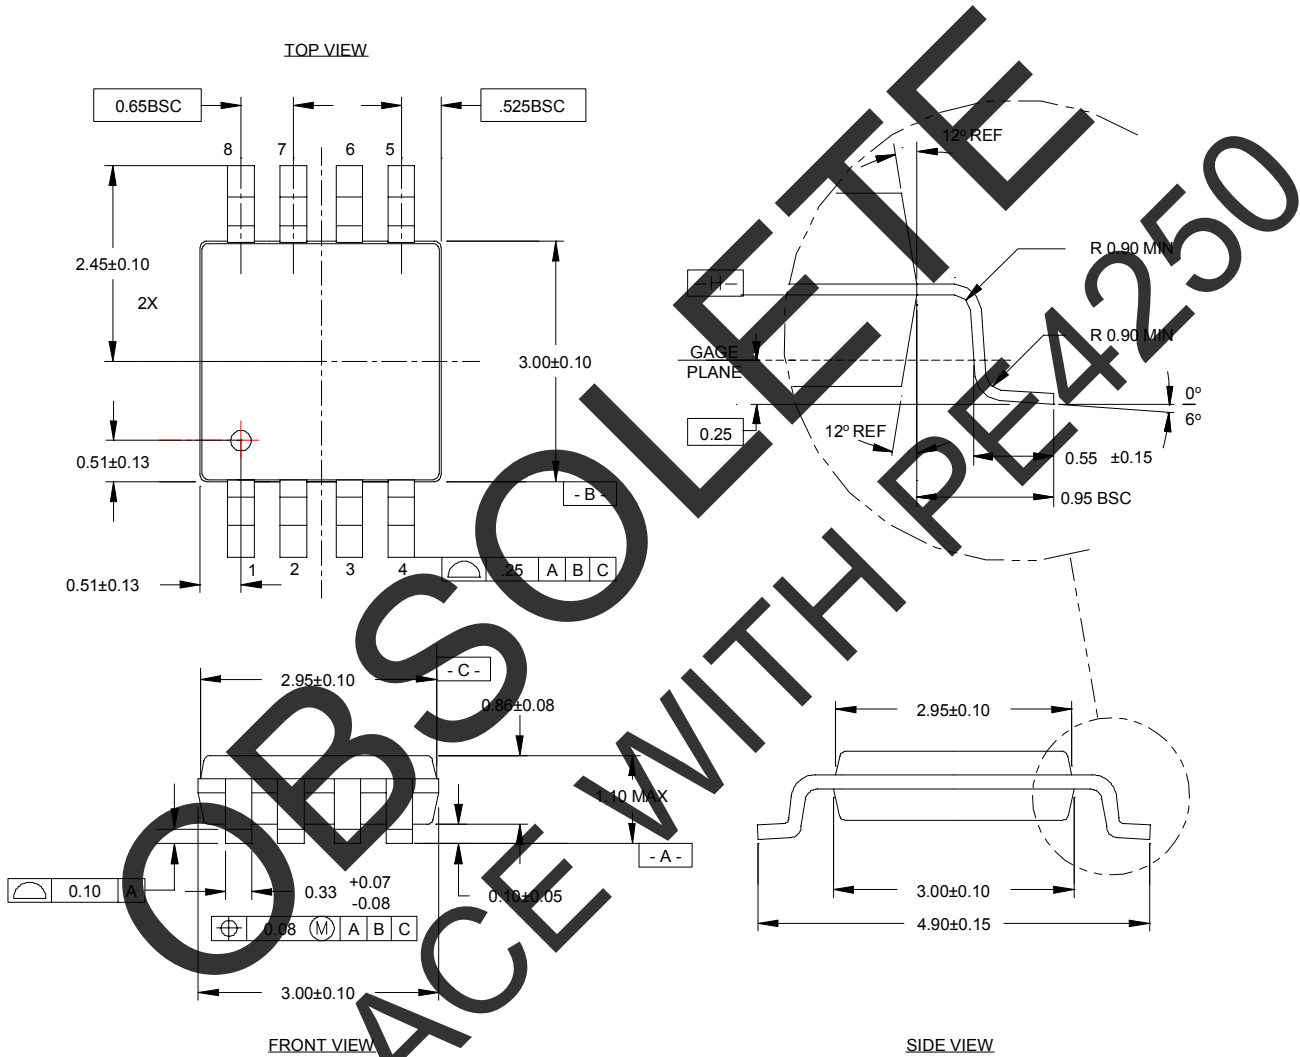 TOP VIEW
0.65BSC
.525BSC
8 7 6 5
2.45±0.10
2X
3.00±0.10
0.51±0.13
- B -
1 2 3 4
.25 A B C
0.51±0.13
12º REF
R 0.90 MIN
- H -
GAGE
PLANE
R 0.90 MIN
0.25
12º REF
0º
6º
0.55 ±0.15
0.95 BSC
- C -
2.95±0.10
0.86±0.08
1.10 MAX
- A -
0.10 A
0.33 +0.07
-0.08
0.10±0.05
0.08 M A B C
3.00±0.10
FRONT VIEW
2.95±0.10
3.00±0.10
4.90±0.15
SIDE VIEW
OBSOLETE
ACE WITH PE4250